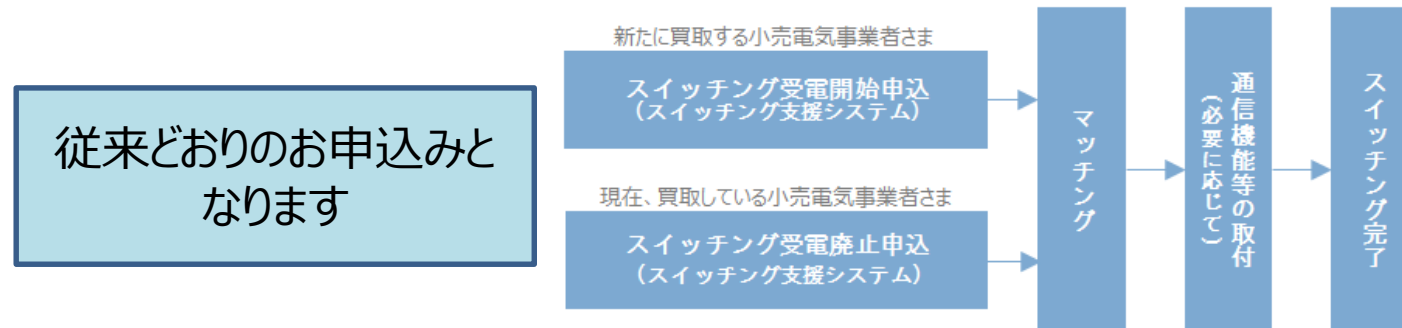 従来どおりのお申込みと
なります
新たに買取する小売電気事業者さま
スイッチング受電開始申込
（スイッチング支援システム）
現在、買取している小売電気事業者さま
スイッチング受電廃止申込
（スイッチング支援システム）
マッチング
通信機能等の取付
（必要に応じて）
スイッチング完了